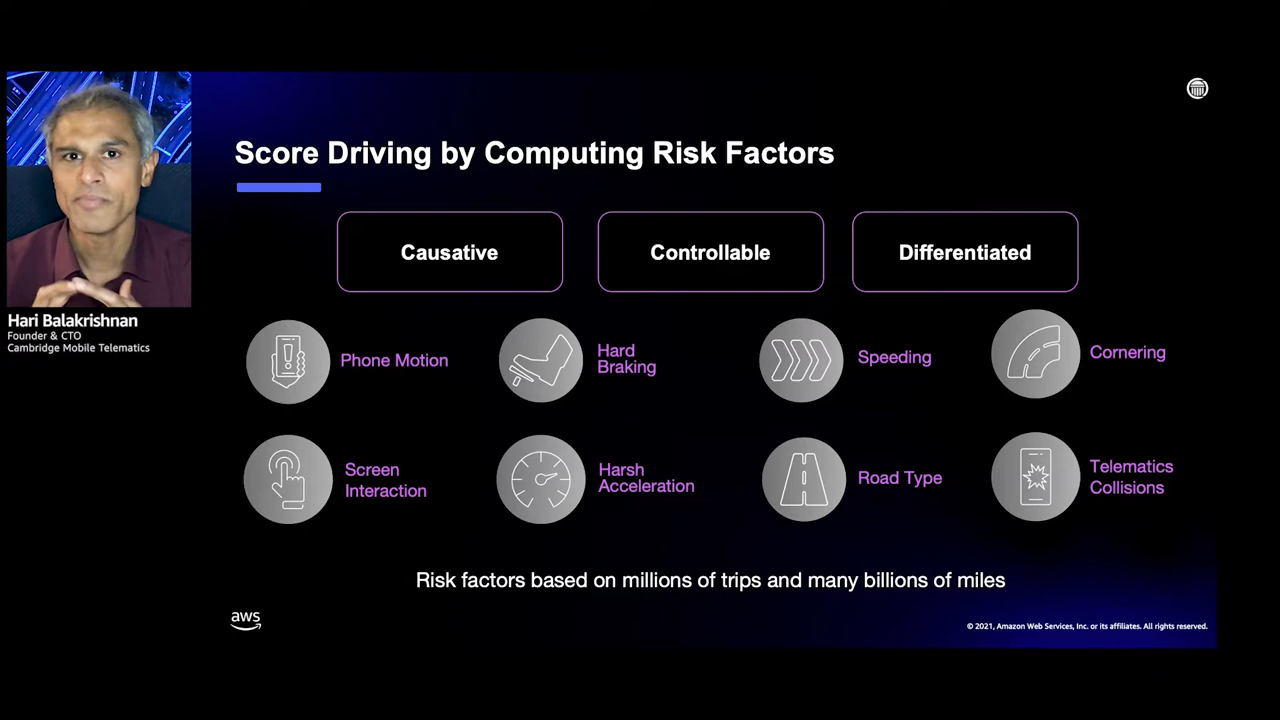 Score Driving by Computing Risk Factors
Causative
Controllable
Differentiated
Hari Balakrishnan
Founder & CTO
Cambridge Mobile Telematics
Phone Motion
Hard
Braking
Speeding
Cornering
Screen
Interaction
Harsh
Acceleration
Road Type
Telematics
Collisions
Risk factors based on millions of trips and many billions of miles
aws
© 2021, Amazon Web Services, Inc. or its affiliates. All rights reserved.